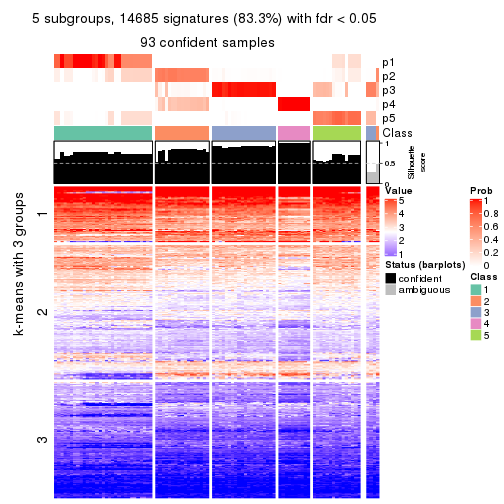 5 subgroups, 14685 signatures (83.3%) with fdr < 0.05
93 confident samples
p1
p2
p3
p4
p5
Class
1
0.5
0
Silhouette
score
k-means with 3 groups
1
2
3
Value
5
4
3
2
1
Status (barplots)
confident
ambiguous
Prob
1
0.8
0.6
0.4
0.2
0
Class
1
2
3
4
5